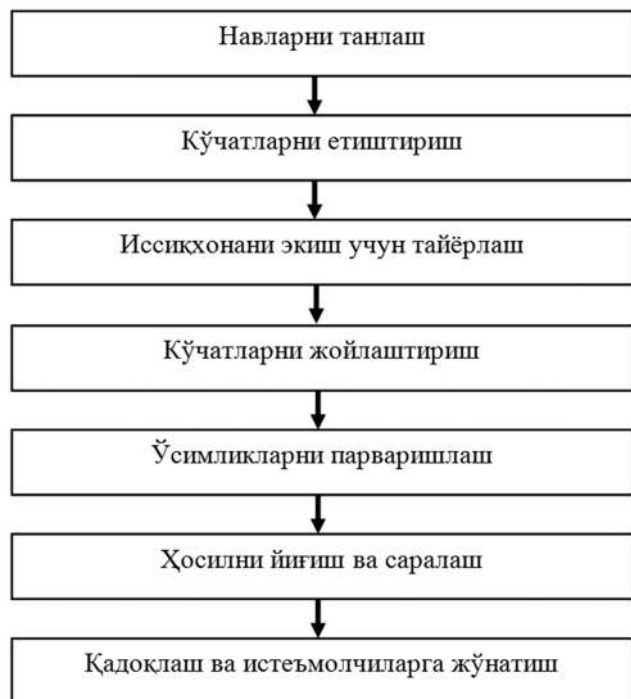 Навларни танлаш
Кўчатларни етиштириш
Иссиқхонани экиш учун тайёрлаш
Кўчатларни жойлаштириш
Ўсимликларни парваришлаш
Ҳосилни йиғиш ва саралаш
Қадоқлаш ва истеъмолчиларга жўнатиш